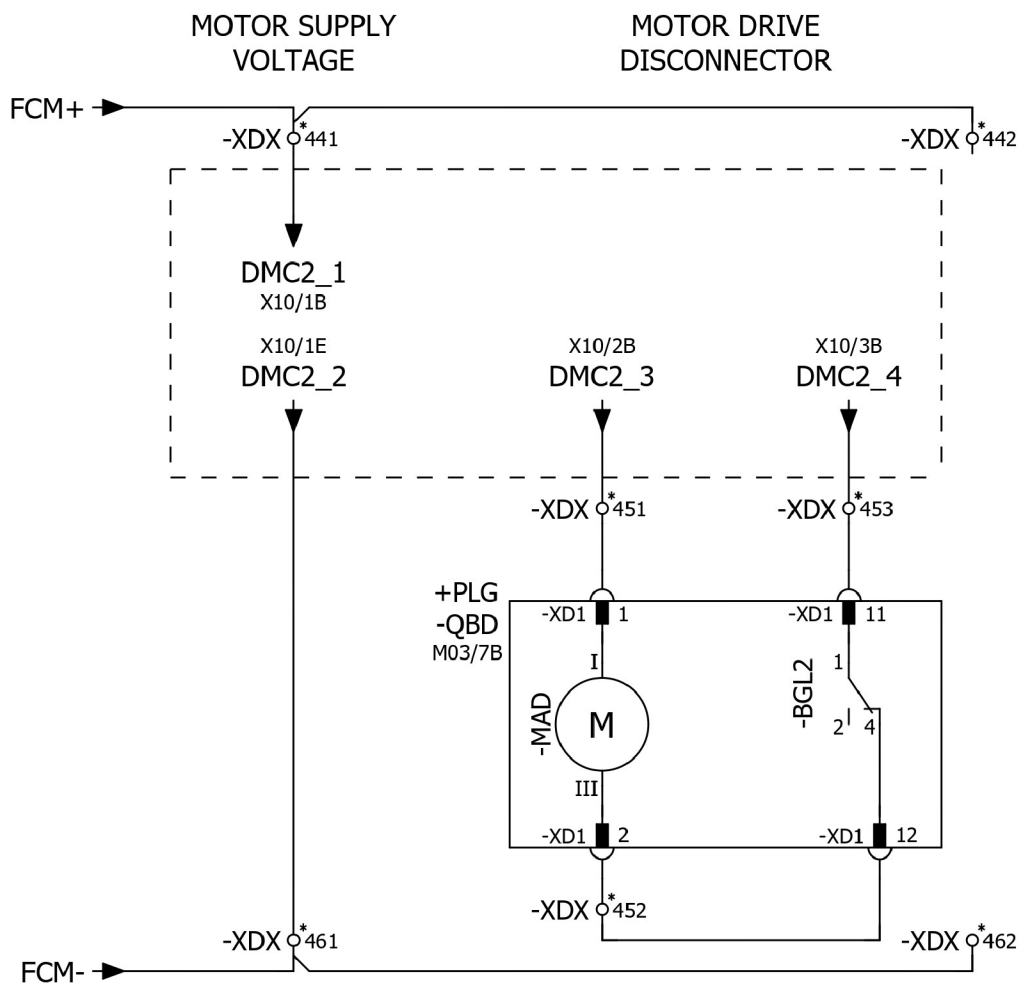 MOTOR SUPPLY
VOLTAGE
MOTOR DRIVE
DISCONNECTOR
FCM+
-XDX * 441
-XDX * 442
DMC2_1
X10/1B
X10/1E
DMC2_2
X10/2B
DMC2_3
X10/3B
DMC2_4
-XDX * 451
-XDX * 453
+PLG
-QBD
M03/7B
-XD1 1
-XD1 11
I
-MAD
M
III
-BGL2
1
2 4
-XD1 2
-XD1 12
-XDX * 452
-XDX * 461
-XDX * 462
FCM-